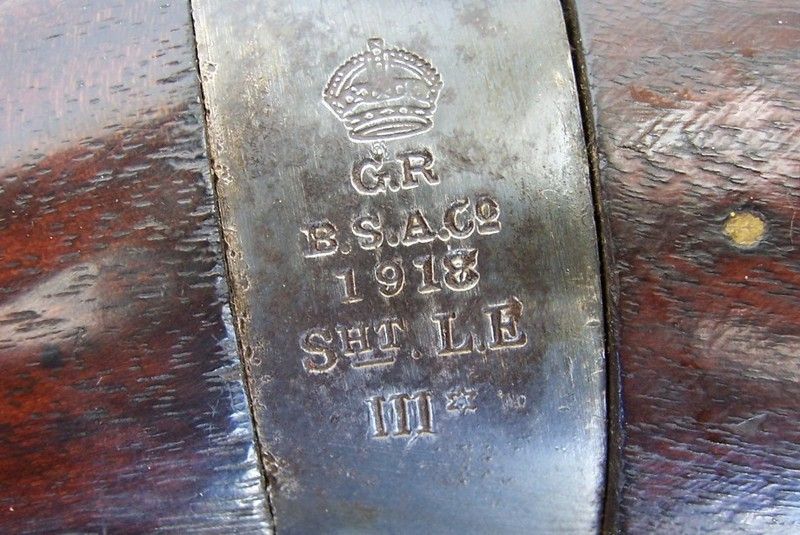 G.R
B.S.A.Cº
1918
SHT. L.E
III*